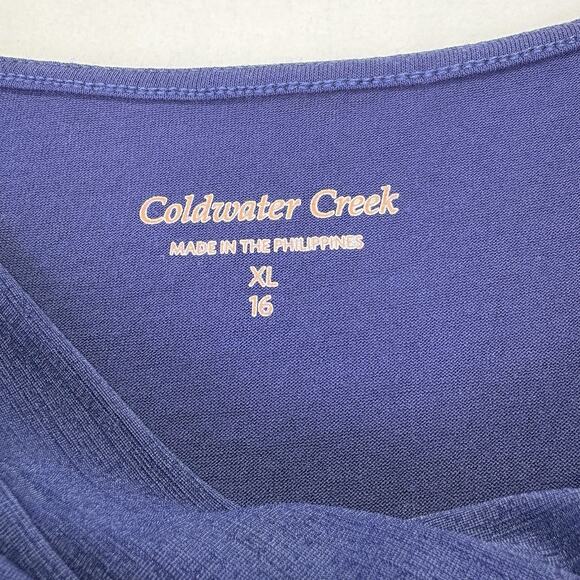 Coldwater Creek
MADE IN THE PHILIPPINES
XL
16